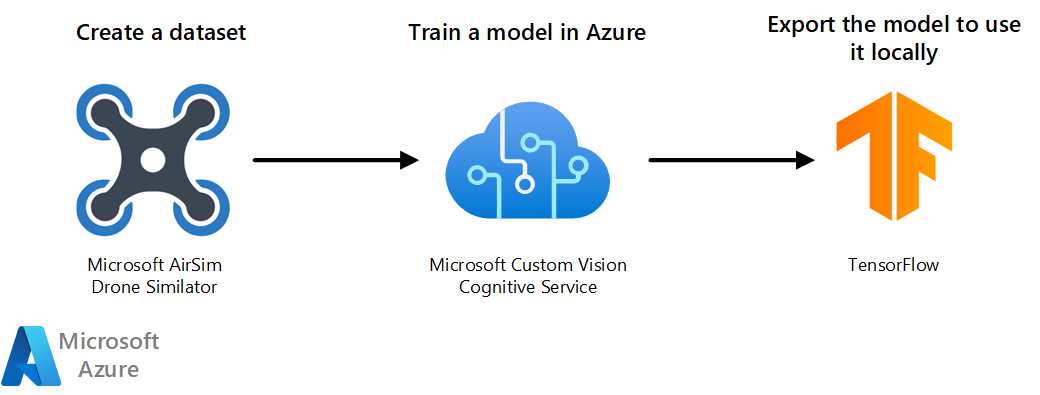 Create a dataset
Train a model in Azure
Export the model to use
it locally
Microsoft AirSim
Drone Similator
Microsoft Custom Vision
Cognitive Service
TensorFlow
Microsoft
Azure